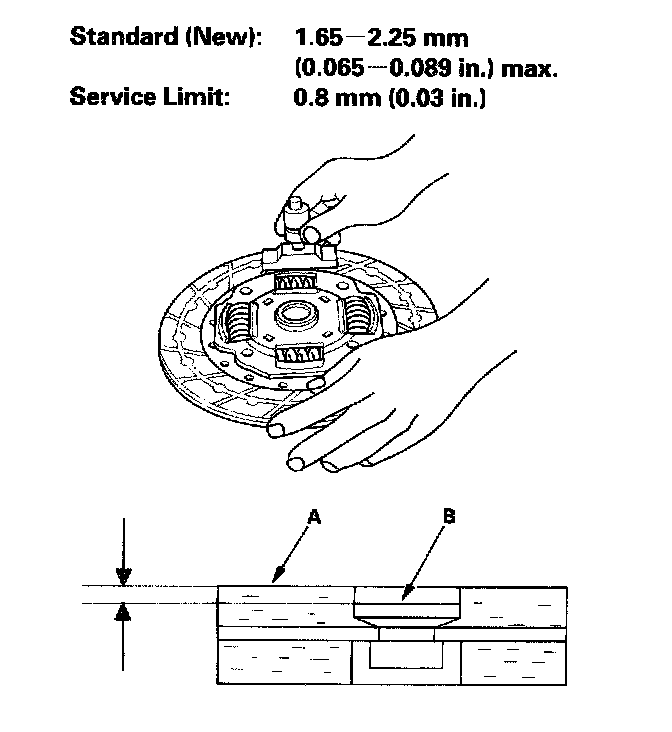 Standard (New): 1.65—2.25 mm
(0.065—0.089 in.) max.
Service Limit: 0.8 mm (0.03 in.)
A B